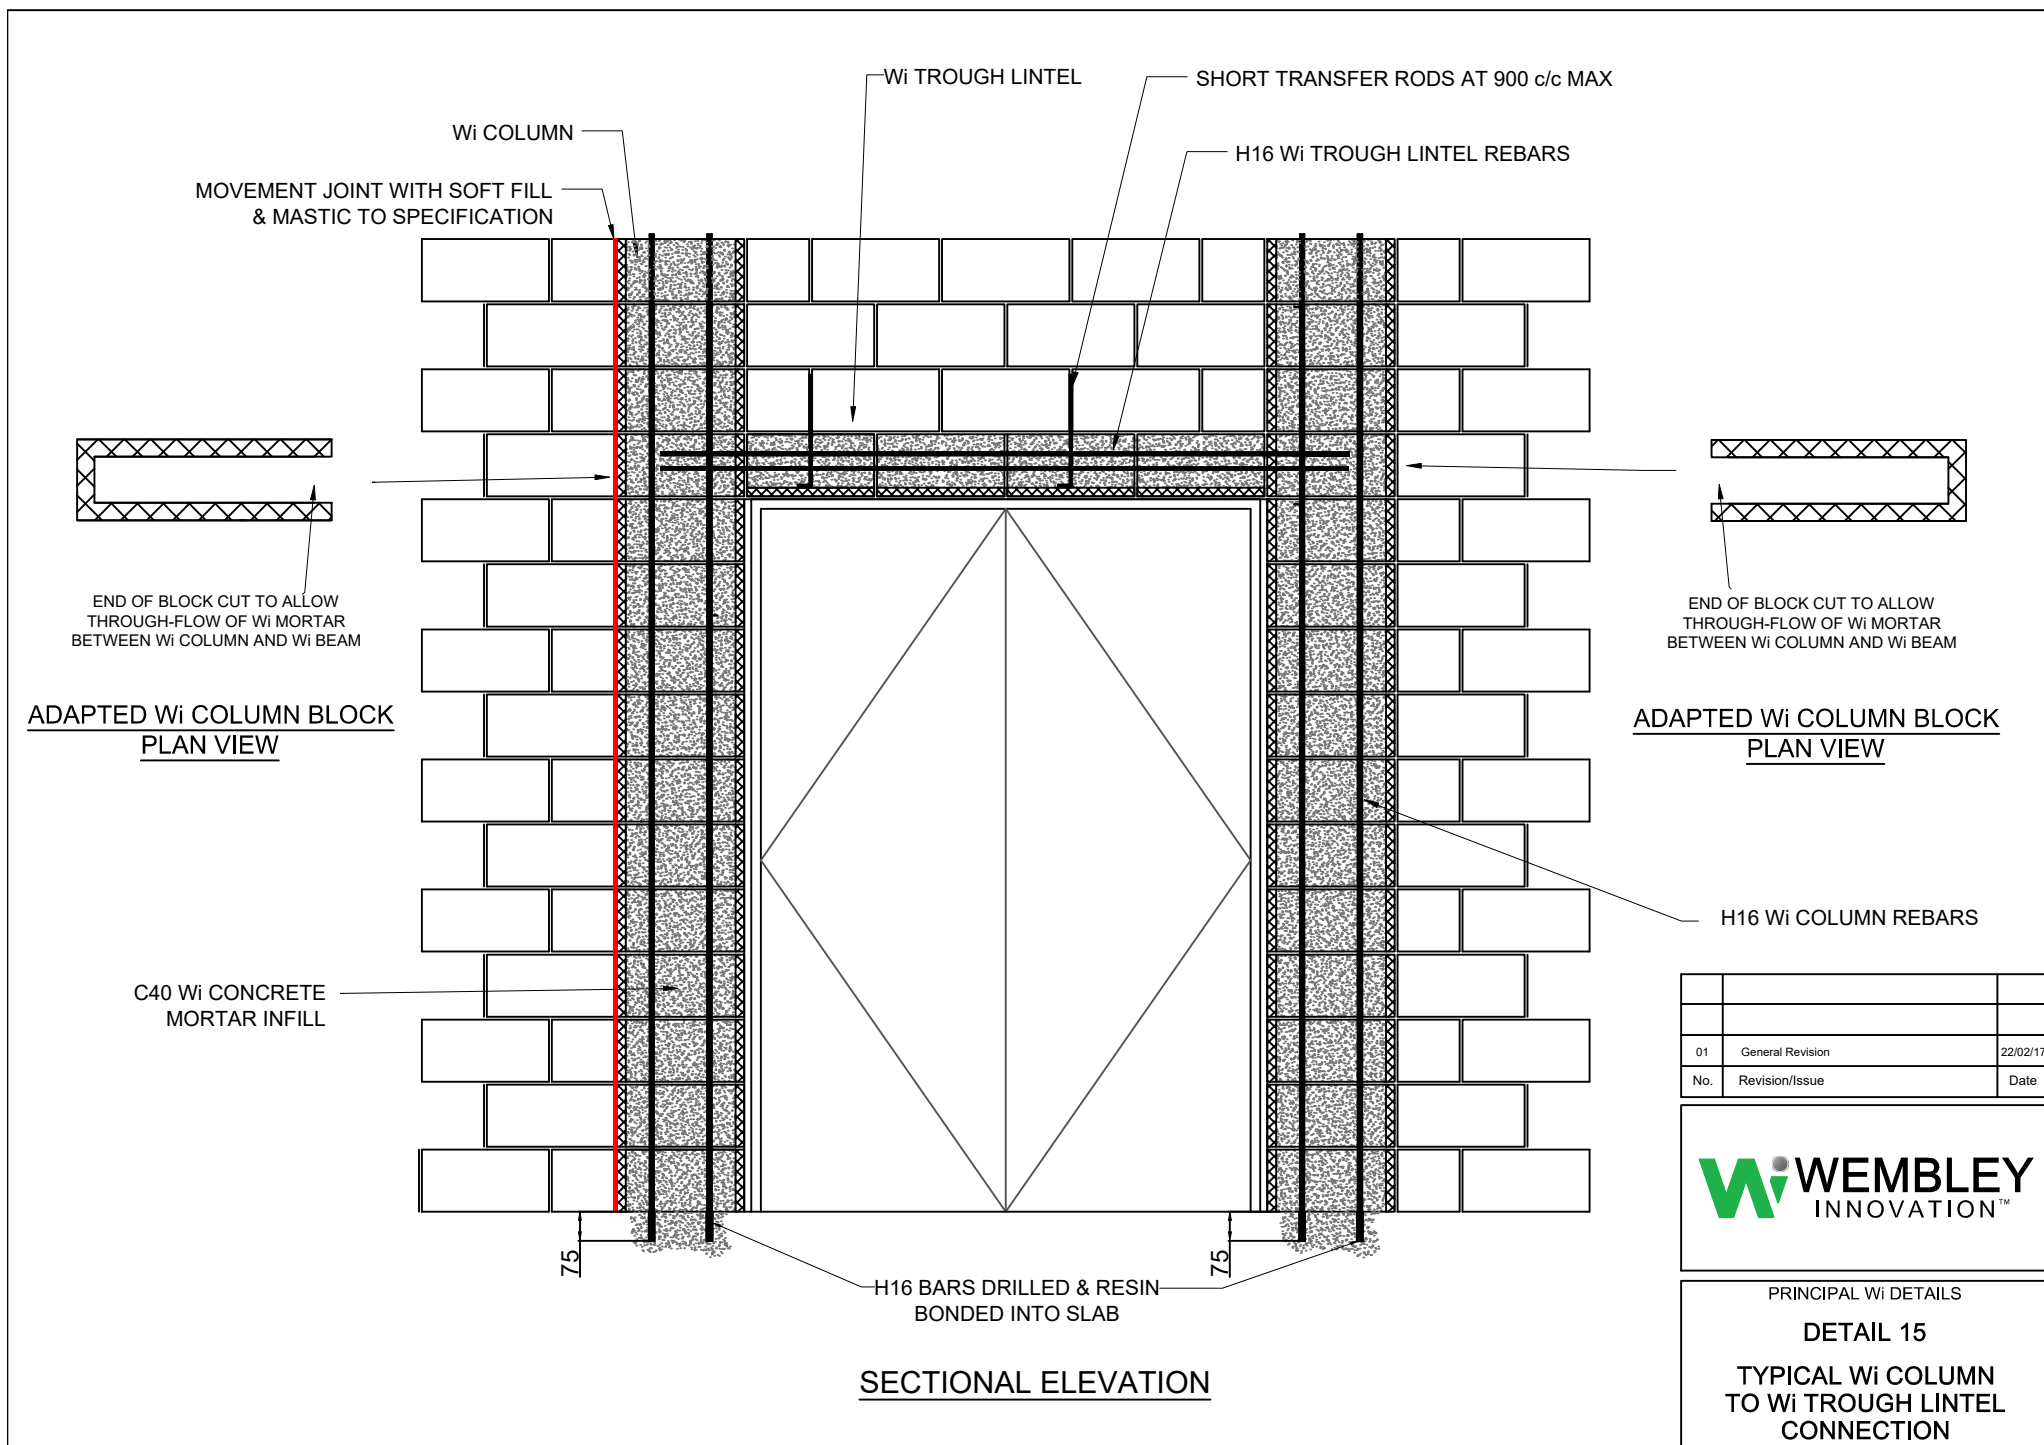 Wi TROUGH LINTEL
SHORT TRANSFER RODS AT 900 c/c MAX
Wi COLUMN
H16 Wi TROUGH LINTEL REBARS
MOVEMENT JOINT WITH SOFT FILL
& MASTIC TO SPECIFICATION
END OF BLOCK CUT TO ALLOW
THROUGH-FLOW OF Wi MORTAR
BETWEEN Wi COLUMN AND Wi BEAM
ADAPTED Wi COLUMN BLOCK
PLAN VIEW
END OF BLOCK CUT TO ALLOW
THROUGH-FLOW OF Wi MORTAR
BETWEEN Wi COLUMN AND Wi BEAM
ADAPTED Wi COLUMN BLOCK
PLAN VIEW
H16 Wi COLUMN REBARS
C40 Wi CONCRETE
MORTAR INFILL
75
75
H16 BARS DRILLED & RESIN
BONDED INTO SLAB
SECTIONAL ELEVATION
01 General Revision 22/02/17
No. Revision/Issue Date
Wi WEMBLEY
INNOVATION™
PRINCIPAL Wi DETAILS
DETAIL 15
TYPICAL Wi COLUMN
TO Wi TROUGH LINTEL
CONNECTION